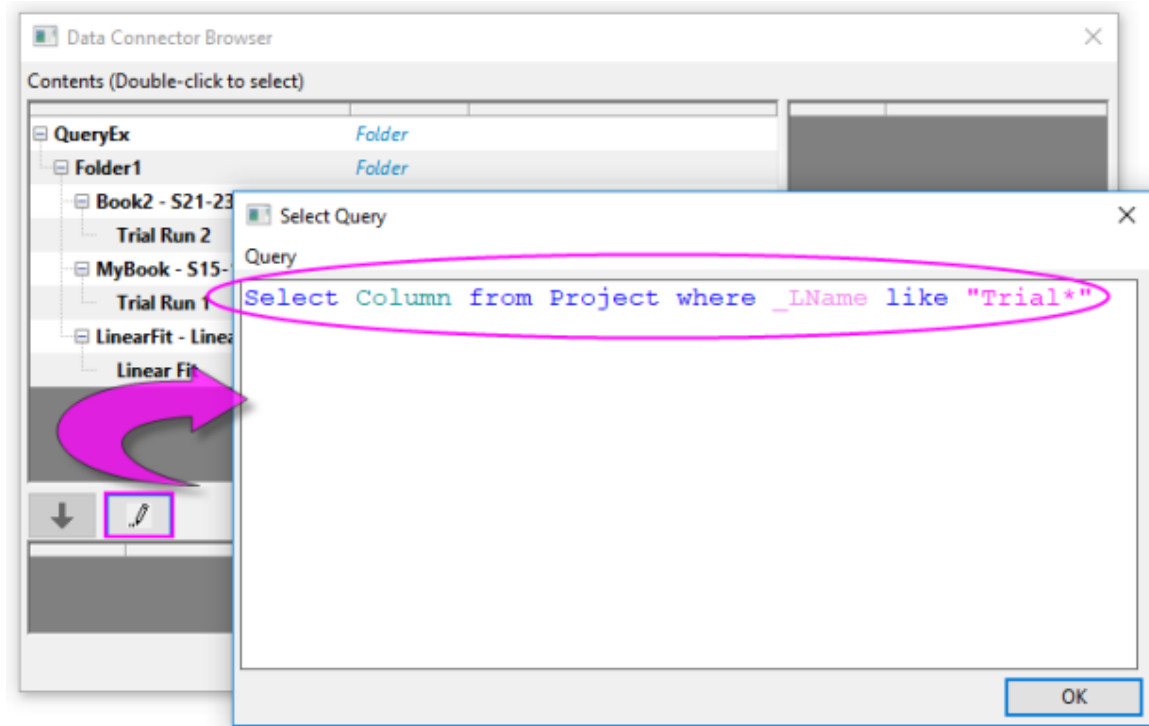 Data Connector Browser
Contents (Double-click to select)
QueryEx Folder
Folder1 Folder
Book2 - S21-23
Trial Run 2
MyBook - S15-
Trial Run 1
LinearFit - Linea
Linear Fit
Select Query
Query
Select Column from Project where _LName like "Trial*"
OK